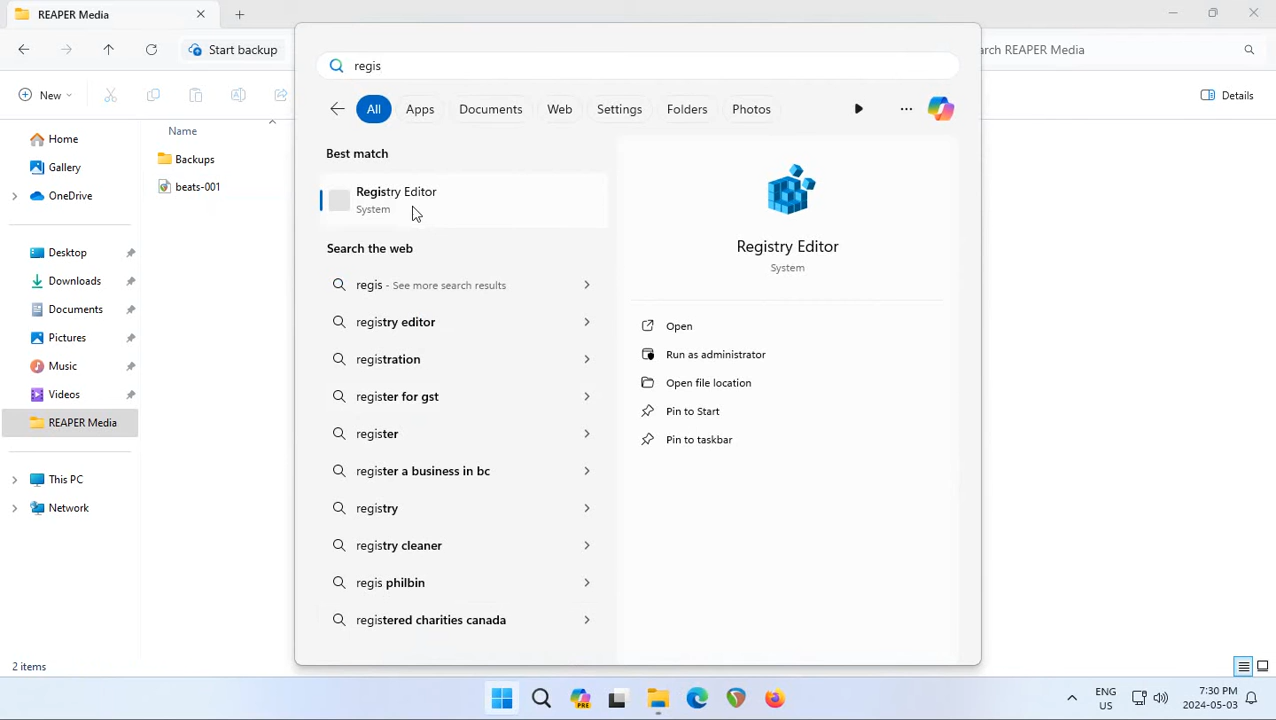 REAPER Media
Start backup
regis
rch REAPER Media
New
All
Apps
Documents
Web
Settings
Folders
Photos
Details
Home
Gallery
OneDrive
Desktop
Downloads
Documents
Pictures
Music
Videos
REAPER Media
This PC
Network
Name
Backups
beats-001
Best match
Registry Editor
System
Search the web
regis - See more search results
registry editor
registration
register for gst
register
register a business in bc
registry
registry cleaner
regis philbin
registered charities canada
Registry Editor
System
Open
Run as administrator
Open file location
Pin to Start
Pin to taskbar
2 items
PRE
ENG
US
7:30 PM
2024-05-03